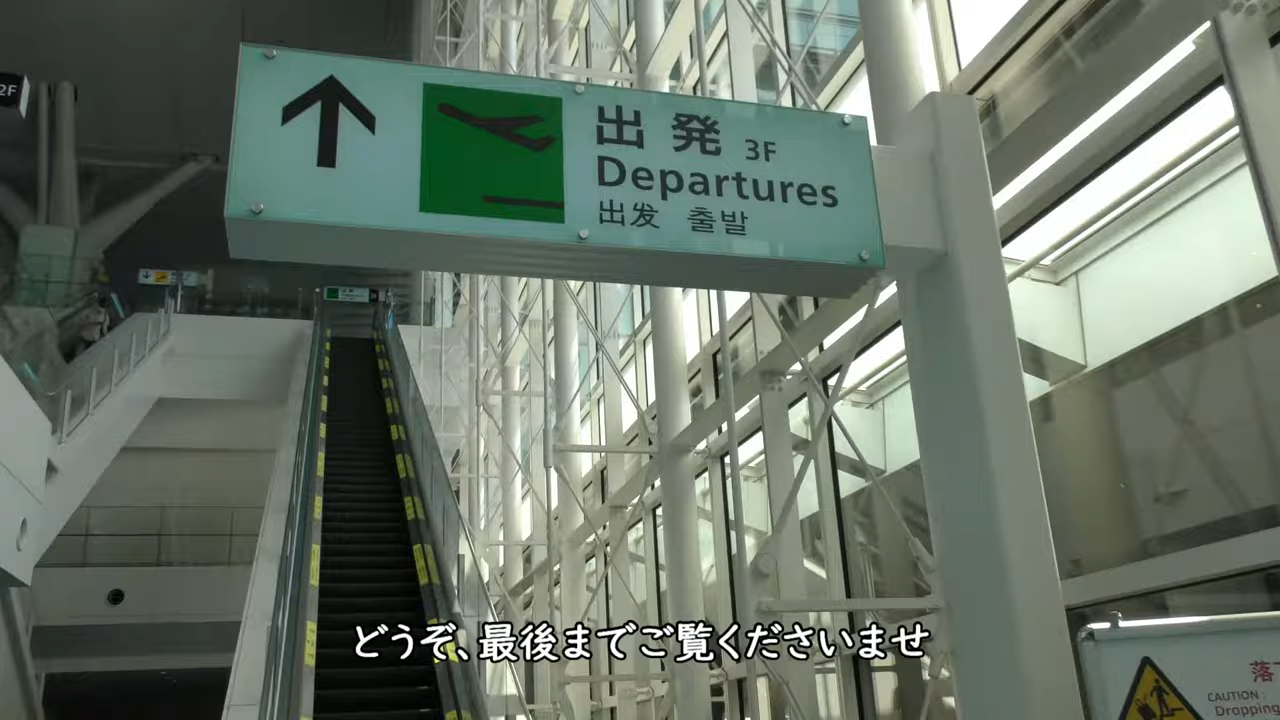 2F
出発 3F
Departures
出发 출발
どうぞ、最後までご覧くださいませ
落
CAUTION:
Dropping